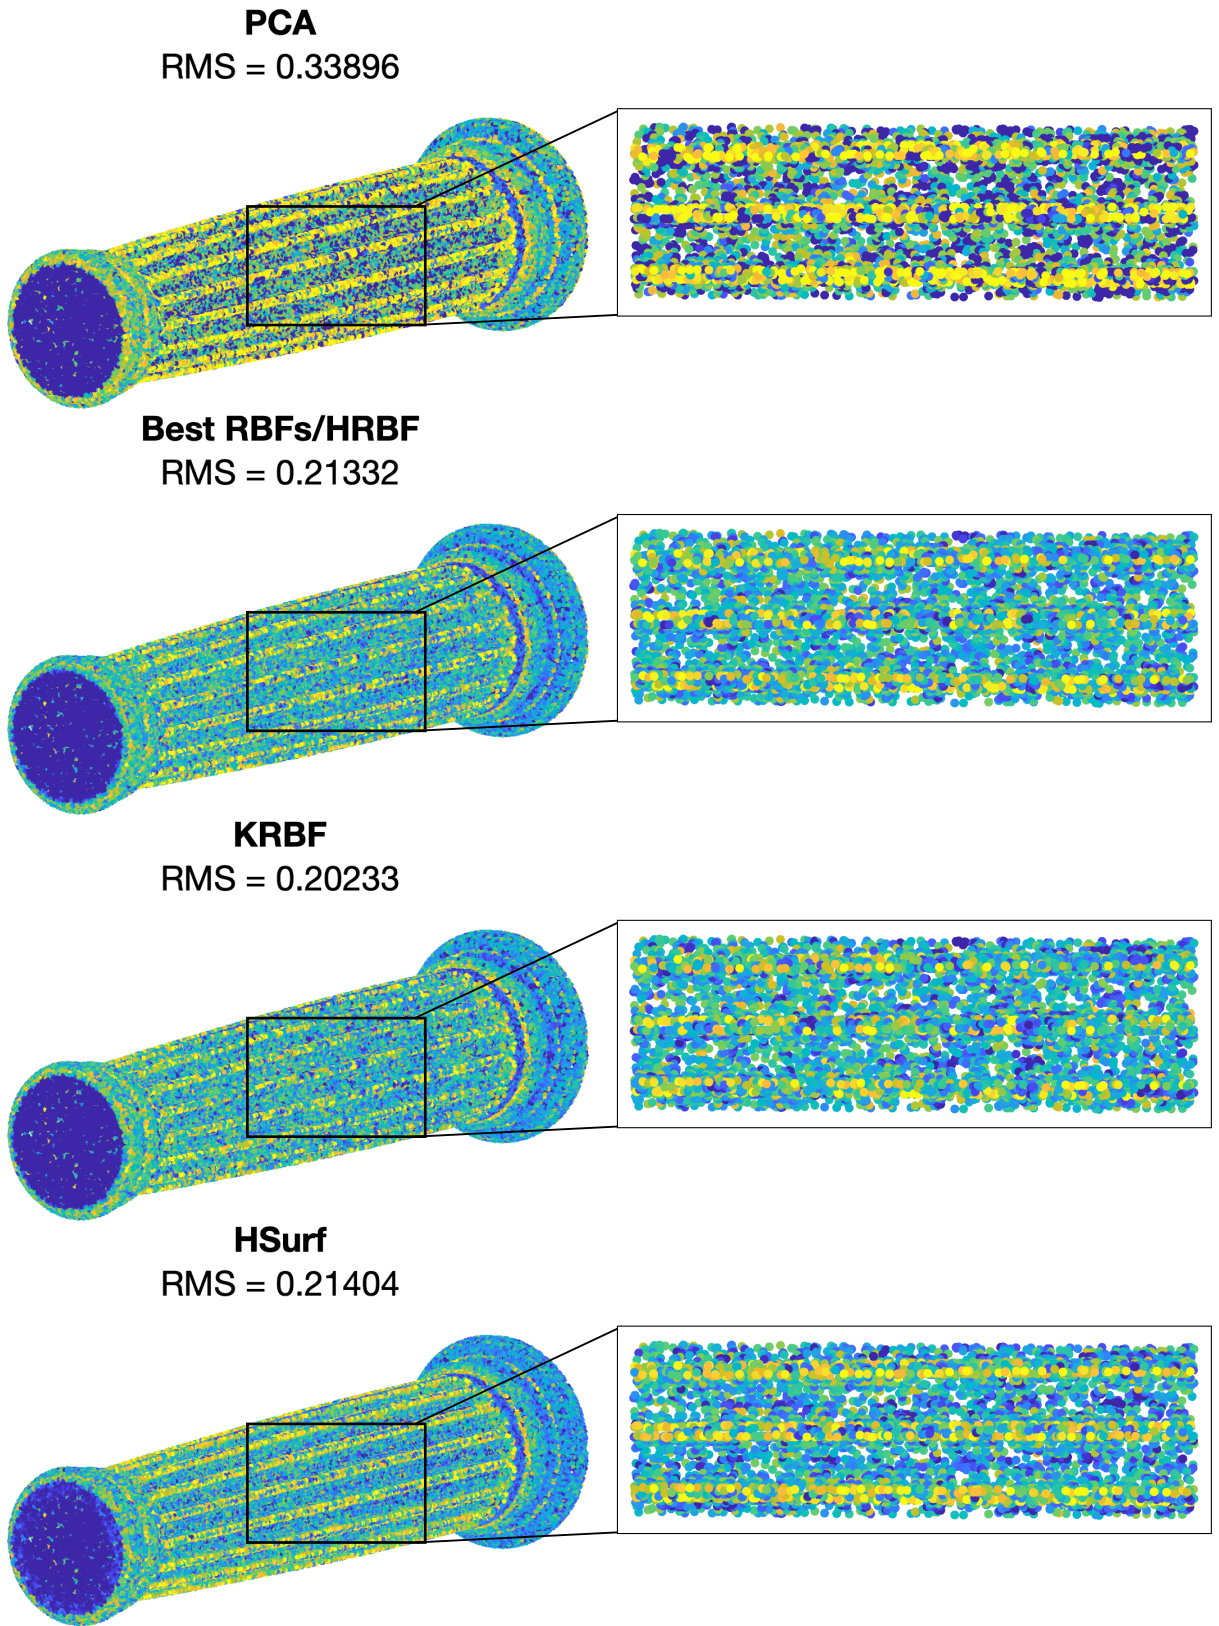 PCA
RMS = 0.33896
Best RBFs/HRBF
RMS = 0.21332
KRBF
RMS = 0.20233
HSurf
RMS = 0.21404